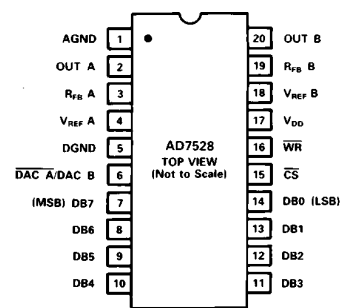 AGND 1 20 OUT B
OUT A 2 19 RFB B
RFB A 3 18 VREF B
VREF A 4 17 VDD
DGND 5 AD7528 16 WR
TOP VIEW
(Not to Scale)
DAC A/DAC B 6 15 CS
(MSB) DB7 7 14 DB0 (LSB)
DB6 8 13 DB1
DB5 9 12 DB2
DB4 10 11 DB3